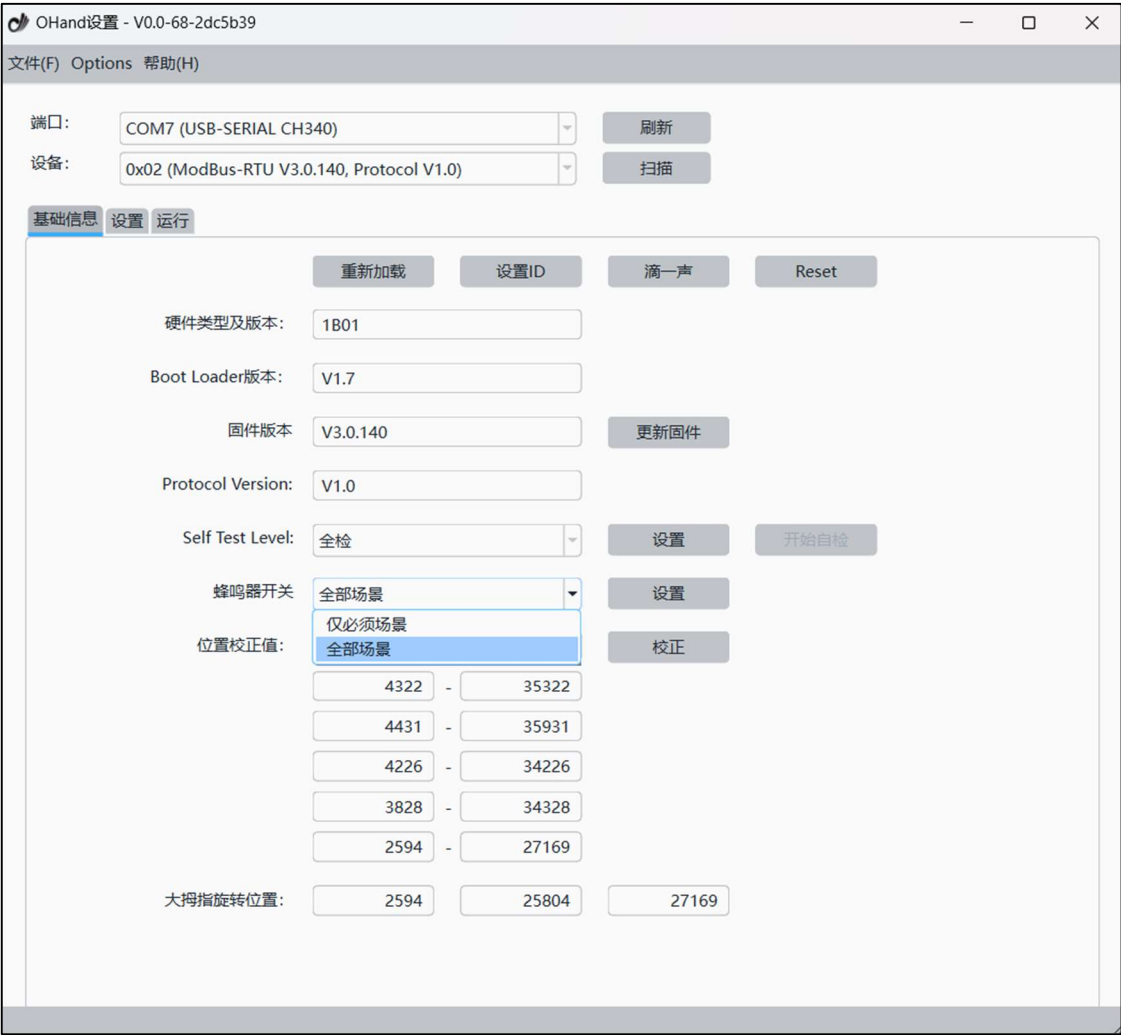 OHand设置 - V0.0-68-2dc5b39
文件(F) Options 帮助(H)
端口: COM7 (USB-SERIAL CH340) 刷新
设备: 0x02 (ModBus-RTU V3.0.140, Protocol V1.0) 扫描
基础信息 设置 运行
重新加载 设置ID 滴一声 Reset
硬件类型及版本: 1B01
Boot Loader版本: V1.7
固件版本 V3.0.140 更新固件
Protocol Version: V1.0
Self Test Level: 全检 设置 开始自检
蜂鸣器开关 全部场景 设置
仅必须场景
位置校正值: 全部场景 校正
4322 - 35322
4431 - 35931
4226 - 34226
3828 - 34328
2594 - 27169
大拇指旋转位置: 2594 25804 27169